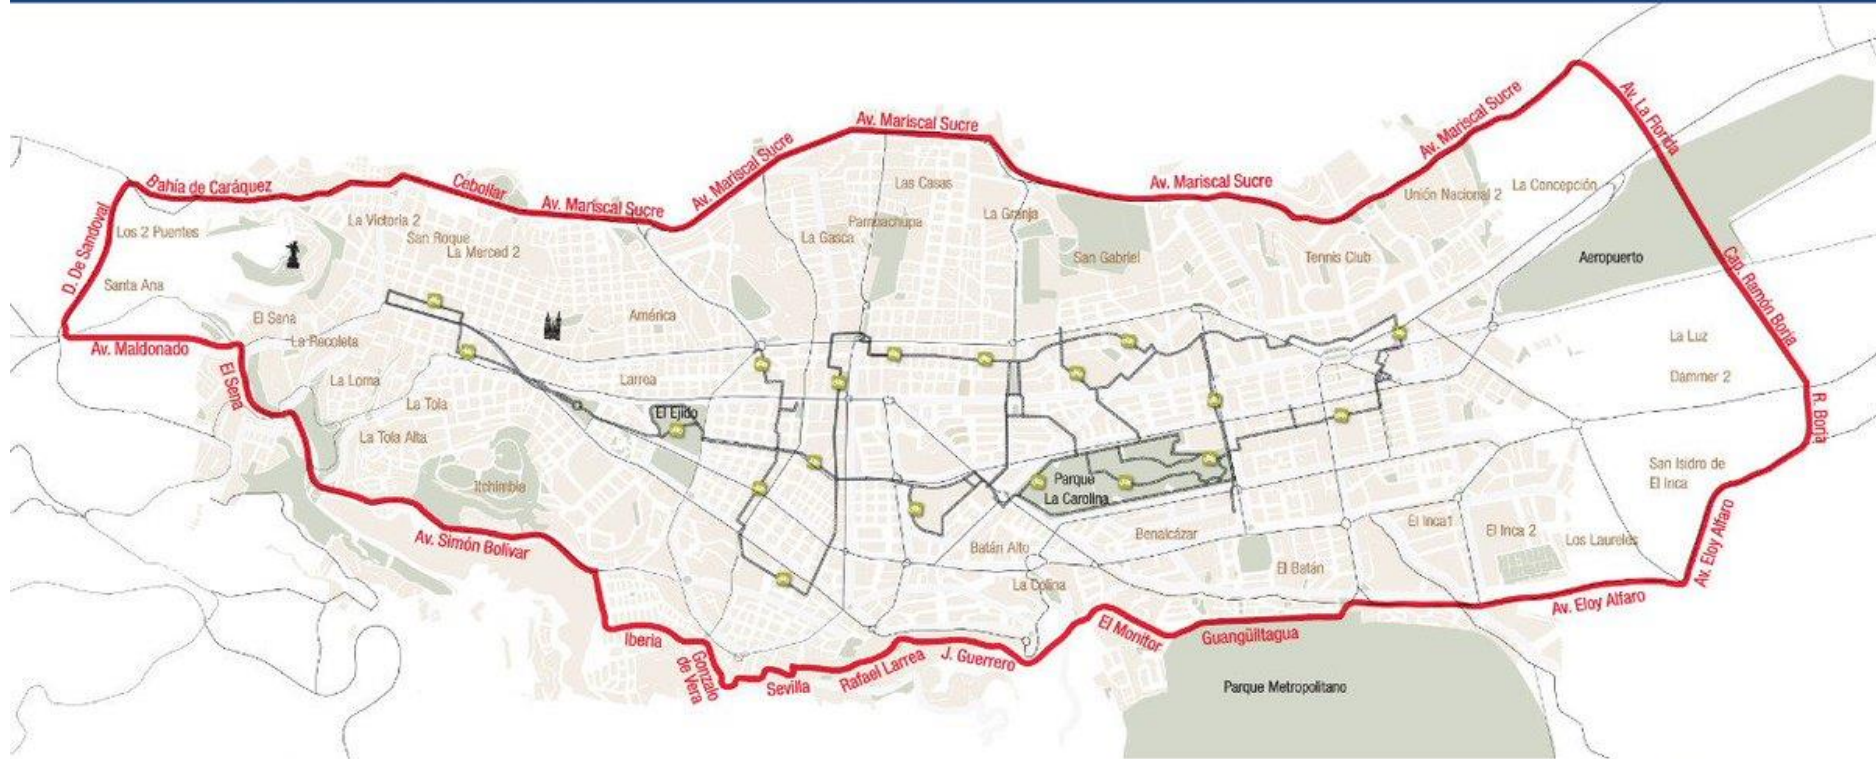 Av. La Florida
Av. Mariscal Sucre
Av. Mariscal Sucre
Av. Mariscal Sucre
Av. Mariscal Sucre
Av. Mariscal Sucre
Cebollar
Bahía de Caráquez
D. De Sandoval
Las Casas
Unión Nacional 2
La Concepción
La Victoria 2
San Roque
La Merced 2
Los 2 Puentes
Pambachupa
La Granja
La Gasca
San Gabriel
Tennis Club
Aeropuerto
Cap. Ramón Borja
Santa Ana
El Sena
América
La Recoleta
La Luz
Av. Maldonado
El Sena
La Loma
Larrea
Dammer 2
La Tola
El Ejido
R. Borja
La Tola Alta
San Isidro de
El Inca
Itchimbia
Parque
La Carolina
Av. Simón Bolívar
Batán Alto
Benalcázar
El Inca1
El Inca 2
Los Laureles
Av. Eloy Alfaro
La Colina
El Batán
Av. Eloy Alfaro
Iberia
Gonzalo
de Vera
Sevilla
Rafael Larrea
J. Guerrero
El Monitor
Guangüiltagua
Parque Metropolitano